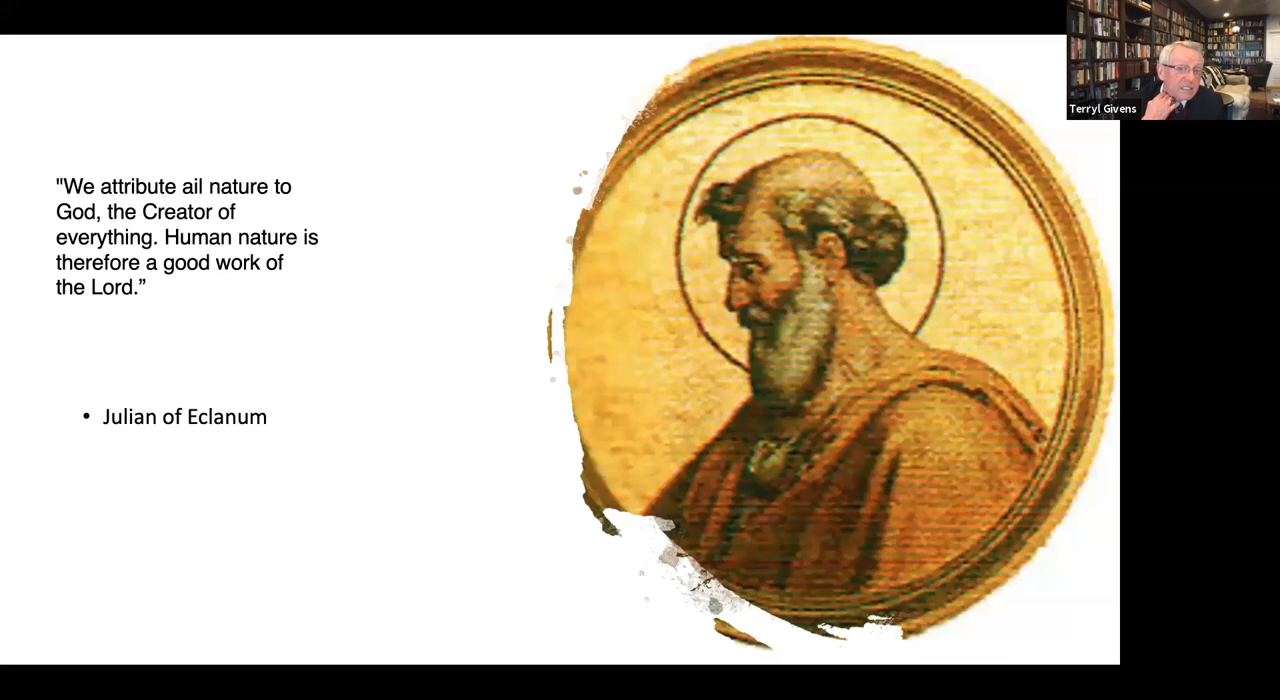 "We attribute ail nature to
God, the Creator of
everything. Human nature is
therefore a good work of
the Lord.”
• Julian of Eclanum
Terryl Givens